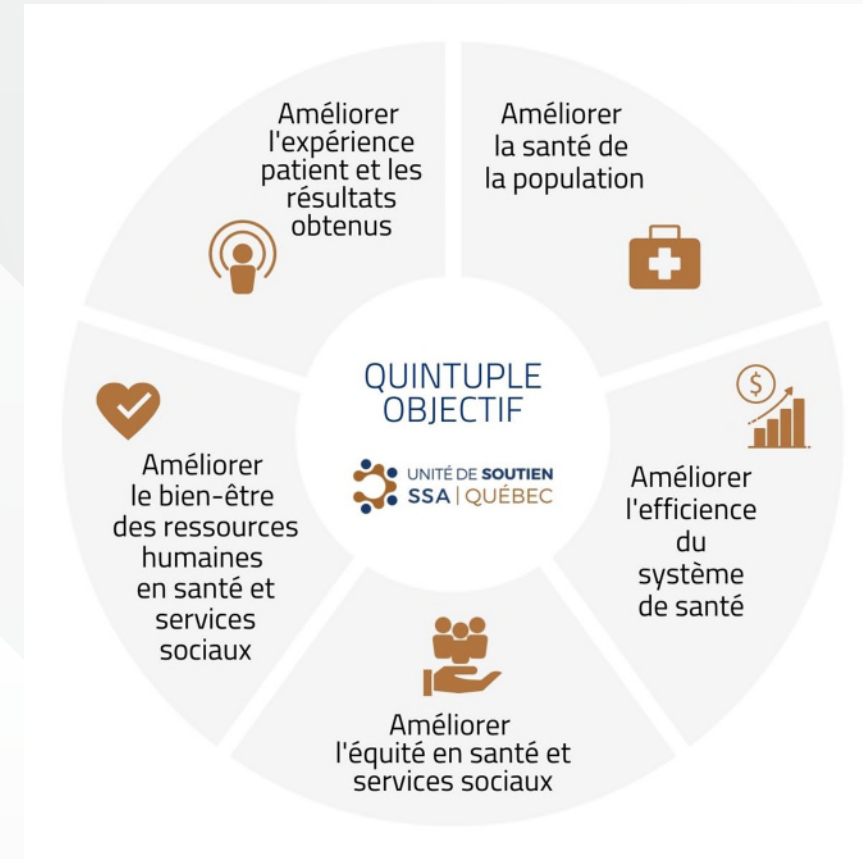 Améliorer
l'expérience
patient et les
résultats
obtenus
Améliorer
la santé de
la population
$
Améliorer
l'efficience
du
système
de santé
Améliorer
l'équité en santé et
services sociaux
Améliorer
le bien-être
des ressources
humaines
en santé et
services
sociaux
QUINTUPLE
OBJECTIF
UNITÉ DE SOUTIEN
SSA | QUÉBEC